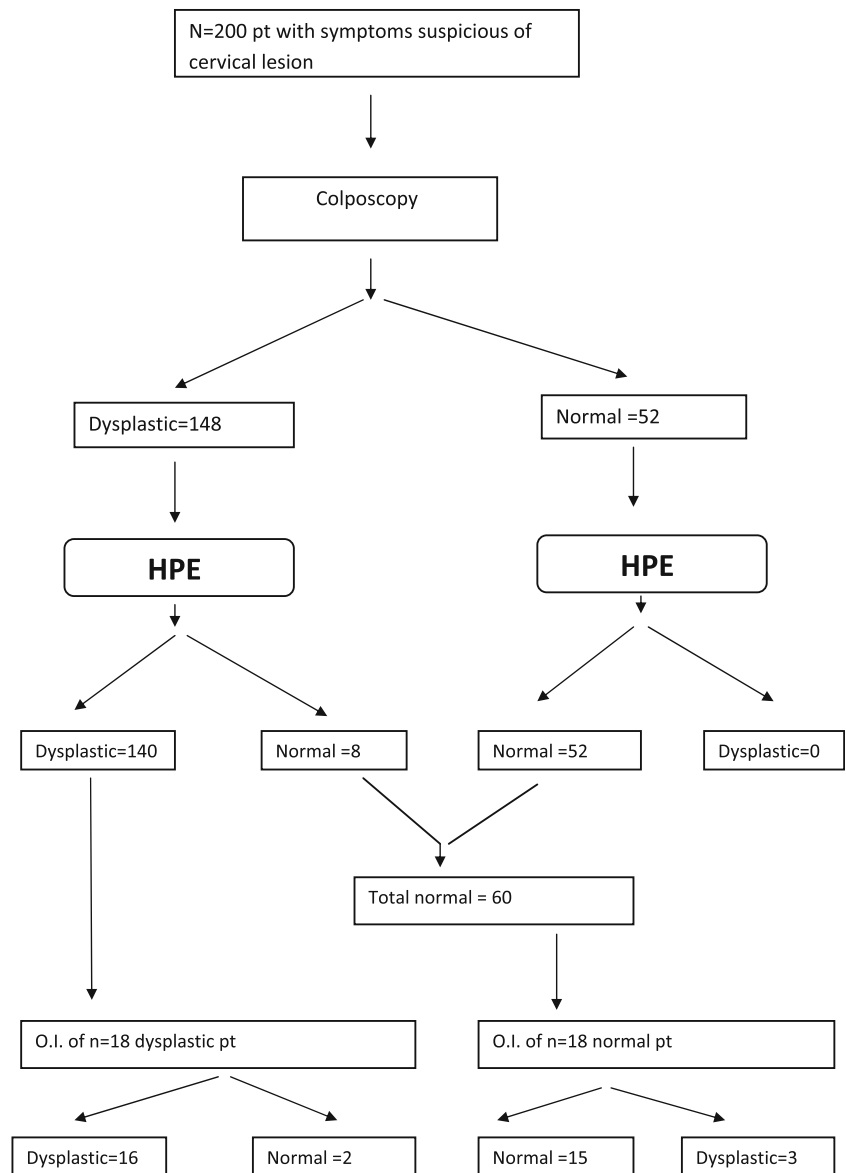 N=200 pt with symptoms suspicious of
cervical lesion
Colposcopy
Dysplastic=148
Normal =52
HPE
HPE
Dysplastic=140
Normal =8
Normal =52
Dysplastic=0
Total normal = 60
O.I. of n=18 dysplastic pt
O.I. of n=18 normal pt
Dysplastic=16
Normal =2
Normal =15
Dysplastic=3